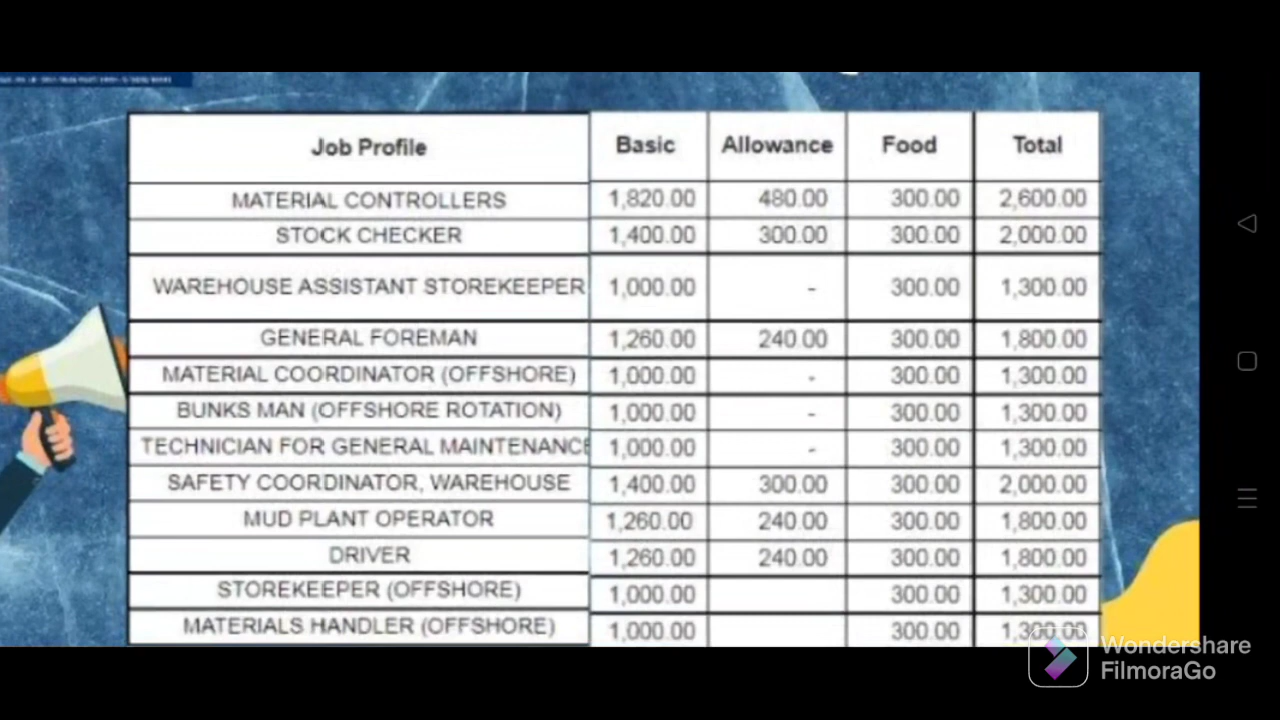 Job Profile Basic Allowance Food Total
MATERIAL CONTROLLERS 1,820.00 480.00 300.00 2,600.00
STOCK CHECKER 1,400.00 300.00 300.00 2,000.00
WAREHOUSE ASSISTANT STOREKEEPER 1,000.00 - 300.00 1,300.00
GENERAL FOREMAN 1,260.00 240.00 300.00 1,800.00
MATERIAL COORDINATOR (OFFSHORE) 1,000.00 - 300.00 1,300.00
BUNKS MAN (OFFSHORE ROTATION) 1,000.00 - 300.00 1,300.00
TECHNICIAN FOR GENERAL MAINTENANCE 1,000.00 - 300.00 1,300.00
SAFETY COORDINATOR, WAREHOUSE 1,400.00 300.00 300.00 2,000.00
MUD PLANT OPERATOR 1,260.00 240.00 300.00 1,800.00
DRIVER 1,260.00 240.00 300.00 1,800.00
STOREKEEPER (OFFSHORE) 1,000.00 300.00 1,300.00
MATERIALS HANDLER (OFFSHORE) 1,000.00 300.00 1,300.00
Wondershare
FilmoraGo